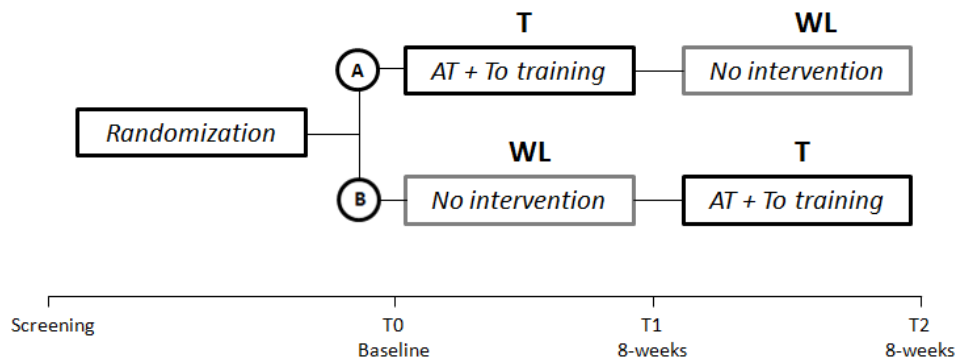 T
WL
A
AT + To training
No intervention
Randomization
WL
T
B
No intervention
AT + To training
Screening
T0
T1
T2
Baseline
8-weeks
8-weeks